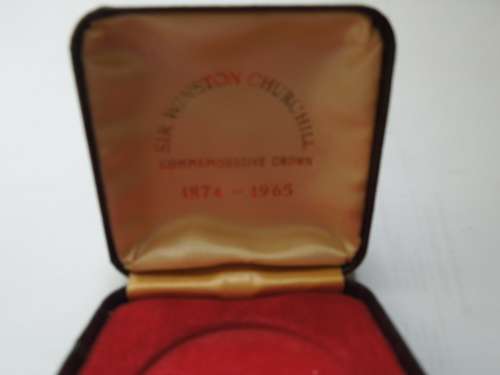 SIR WINSTON CHURCHILL
COMMEMORATIVE CROWN
1874 - 1965